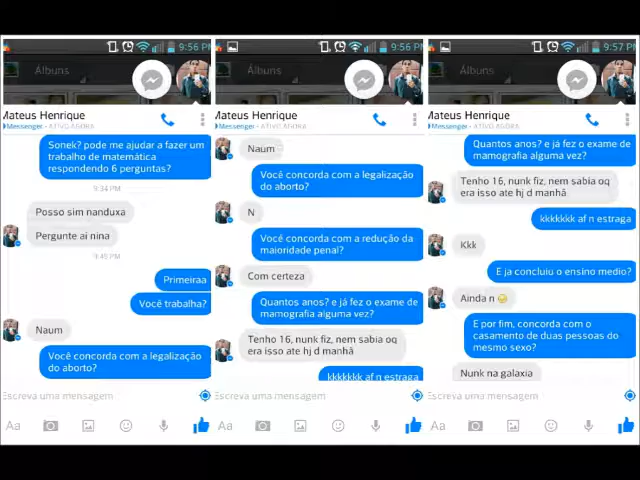 9:56 PM
Álbuns
Mateus Henrique
Messenger • ATIVO AGORA
Sonek? pode me ajudar a fazer um
trabalho de matemática
respondendo 6 perguntas?
9:34 PM
Posso sim nanduxa
Pergunte ai nina
9:49 PM
Primeiraa
Você trabalha?
Naum
Você concorda com a legalização
do aborto?
Escreva uma mensagem
Aa
9:56 PM
Álbuns
Mateus Henrique
Messenger • ATIVO AGORA
Naum
Você concorda com a legalização
do aborto?
N
Você concorda com a redução da
maioridade penal?
Com certeza
Quantos anos? e já fez o exame de
mamografia alguma vez?
Tenho 16, nunk fiz, nem sabia oq
era isso ate hj d manhã
kkkkkkk af n estraga
Escreva uma mensagem
Aa
9:57 PM
Álbuns
Mateus Henrique
Messenger • ATIVO AGORA
Quantos anos? e já fez o exame de
mamografia alguma vez?
Tenho 16, nunk fiz, nem sabia oq
era isso ate hj d manhã
kkkkkkk af n estraga
Kkk
E ja concluiu o ensino medio?
Ainda n 😂
E por fim, concorda com o
casamento de duas pessoas do
mesmo sexo?
Nunk na galaxia
Escreva uma mensagem
Aa